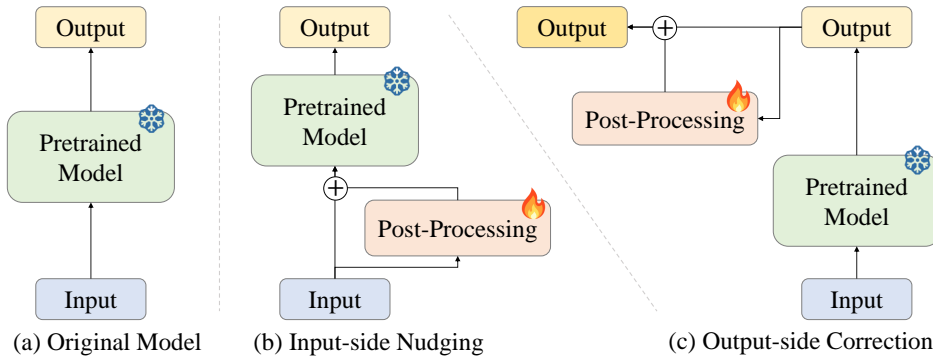 Output
Pretrained
Model
Input
(a) Original Model
Output
Pretrained
Model
Post-Processing
Input
(b) Input-side Nudging
Output
Output
Post-Processing
Pretrained
Model
Input
(c) Output-side Correction